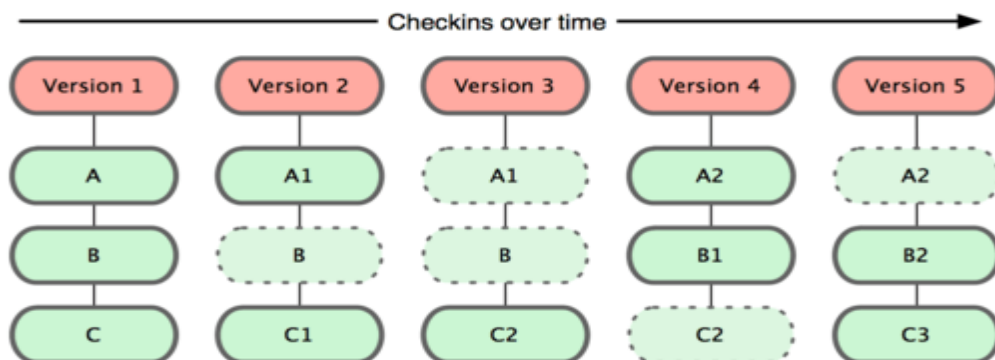 Checkins over time
Version 1 Version 2 Version 3 Version 4 Version 5
A A1 A1 A2 A2
B B B B1 B2
C C1 C2 C2 C3